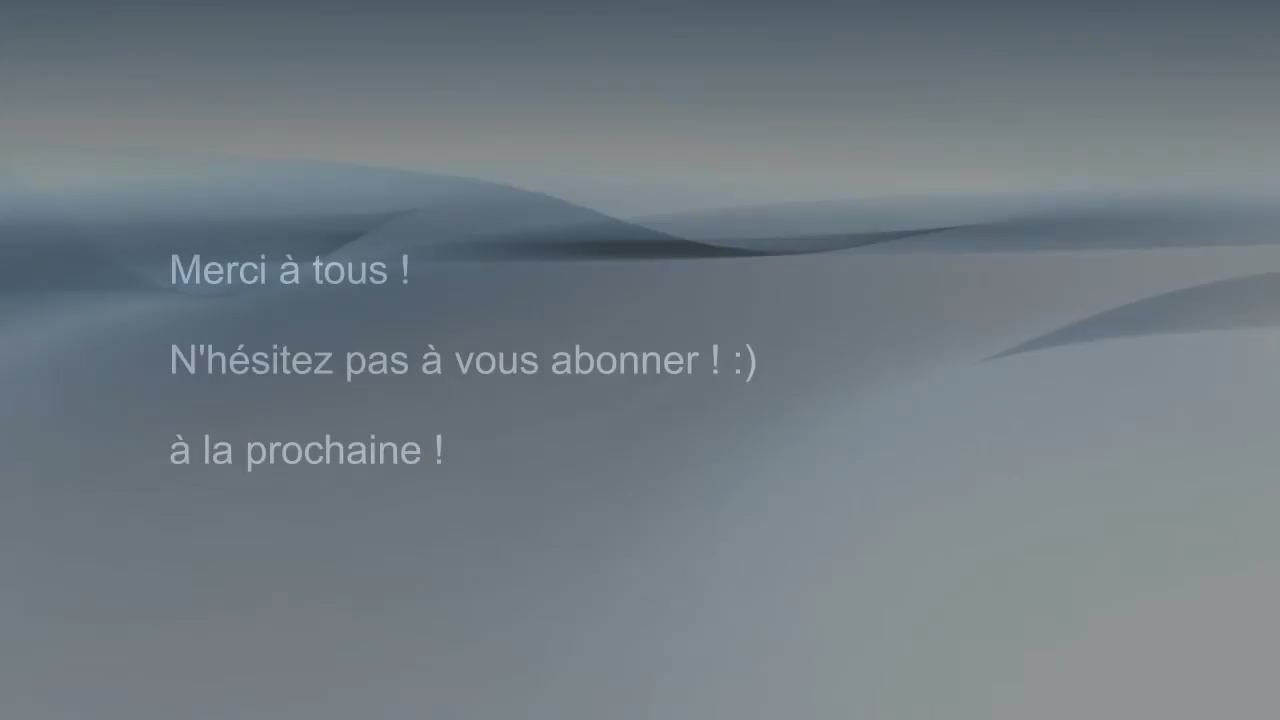 Merci à tous !
N'hésitez pas à vous abonner ! :)
à la prochaine !